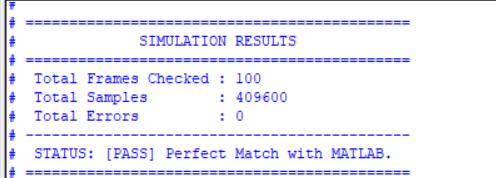 #
# ============================================
#              SIMULATION RESULTS
# ============================================
#  Total Frames Checked : 100
#  Total Samples        : 409600
#  Total Errors         : 0
# --------------------------------------------
#  STATUS: [PASS] Perfect Match with MATLAB.
# ============================================